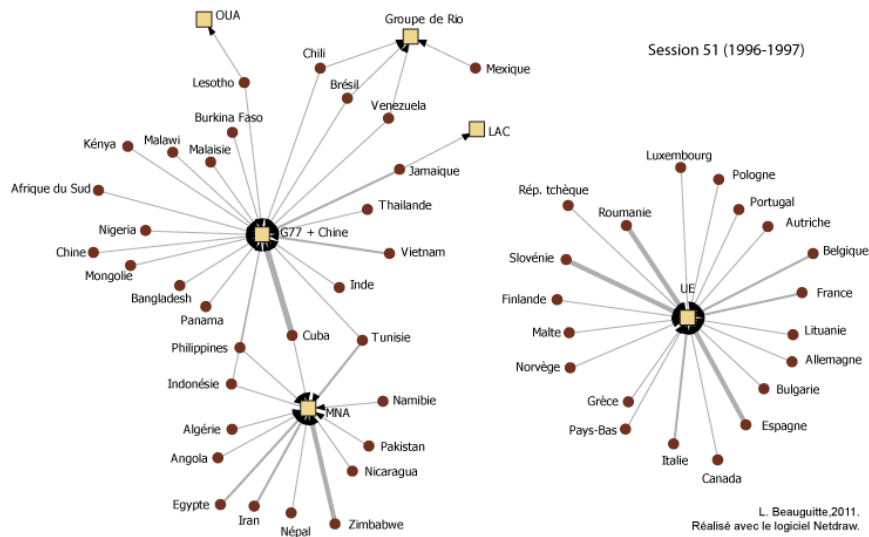 OUA
Groupe de Rio
Session 51 (1996-1997)
Chili
Mexique
Lesotho
Brésil
Venezuela
Burkina Faso
LAC
Kénya
Malawi
Malaisie
Jamaique
Afrique du Sud
Thailande
Nigeria
G77 + Chine
Chine
Vietnam
Mongolie
Inde
Bangladesh
Panama
Philippines
Cuba
Tunisie
Indonésie
MNA
Namibie
Algérie
Angola
Pakistan
Nicaragua
Egypte
Iran
Népal
Zimbabwe
Luxembourg
Pologne
Rép. tchèque
Portugal
Roumanie
Autriche
Slovénie
Belgique
UE
Finlande
France
Malte
Lituanie
Norvège
Allemagne
Bulgarie
Grèce
Pays-Bas
Espagne
Italie
Canada
L. Beauguitte,2011.
Réalisé avec le logiciel Netdraw.